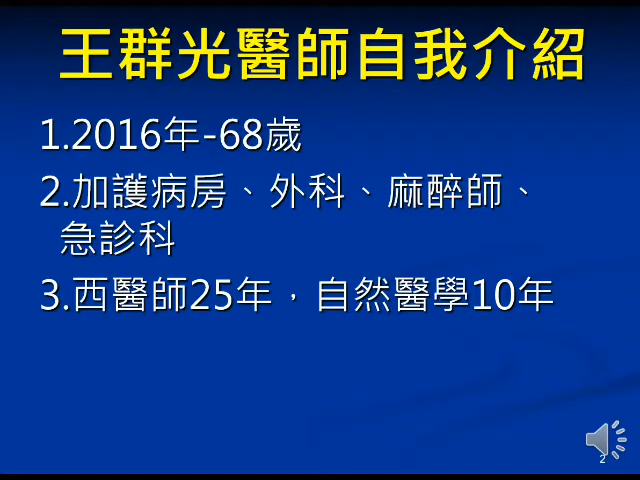 王群光醫師自我介紹
1.2016年-68歲
2.加護病房、外科、麻醉師、
急診科
3.西醫師25年，自然醫學10年
2